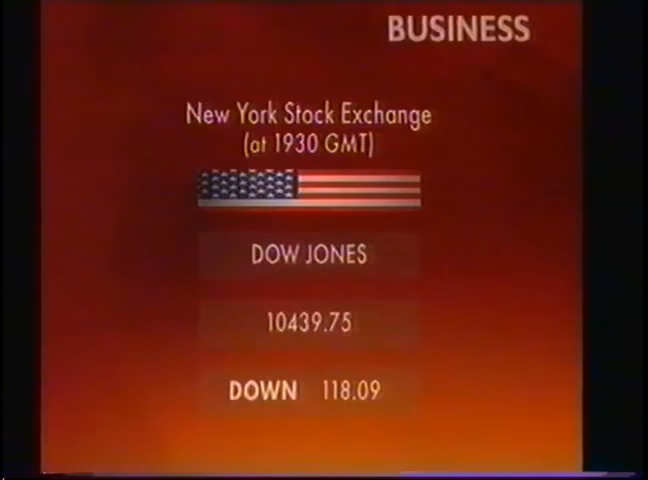 BUSINESS
New York Stock Exchange
(at 1930 GMT)
DOW JONES
10439.75
DOWN 118.09